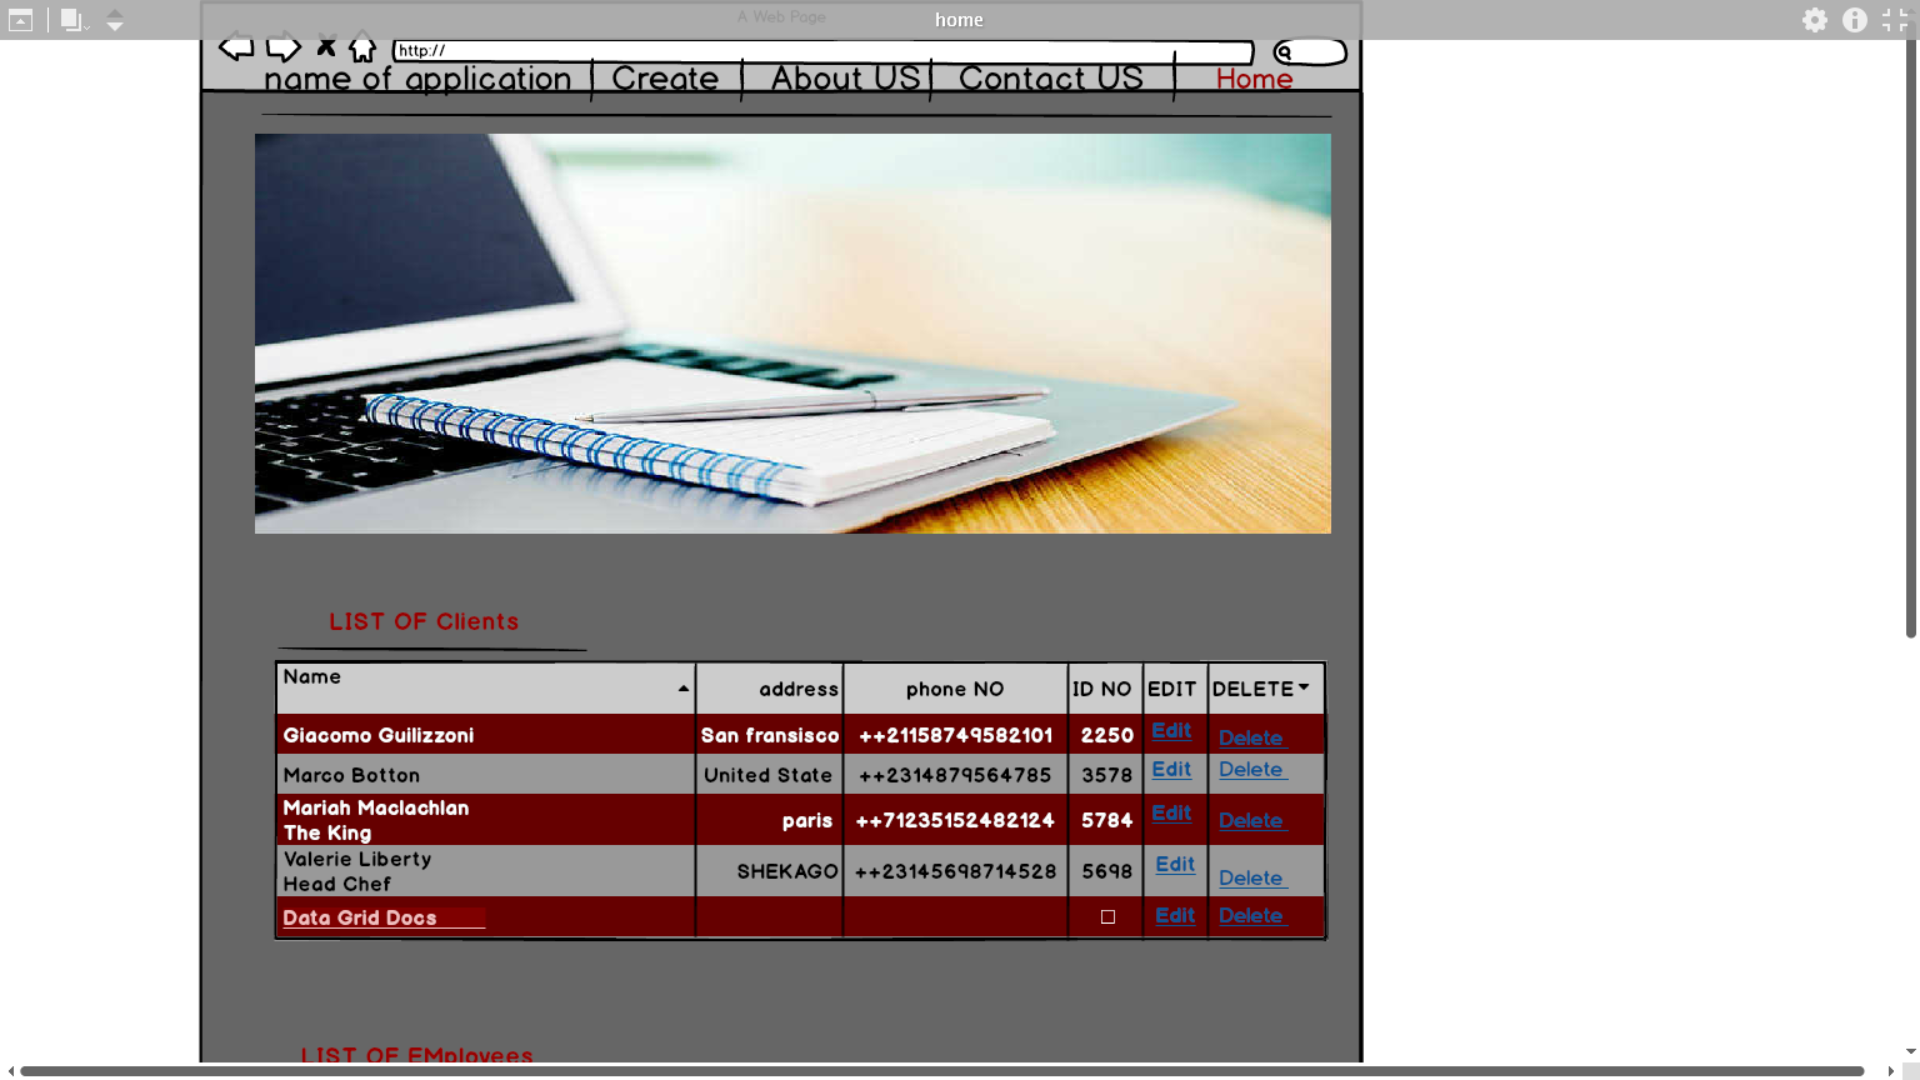 A Web Page
home
http://
name of application Create About US Contact US Home
LIST OF Clients
Name address phone NO ID NO EDIT DELETE
Giacomo Guilizzoni San fransisco ++21158749582101 2250 Edit Delete
Marco Botton United State ++2314879564785 3578 Edit Delete
Mariah Maclachlan
The King paris ++71235152482124 5784 Edit Delete
Valerie Liberty
Head Chef SHEKAGO ++23145698714528 5698 Edit Delete
Data Grid Docs Edit Delete
LIST OF EMployees